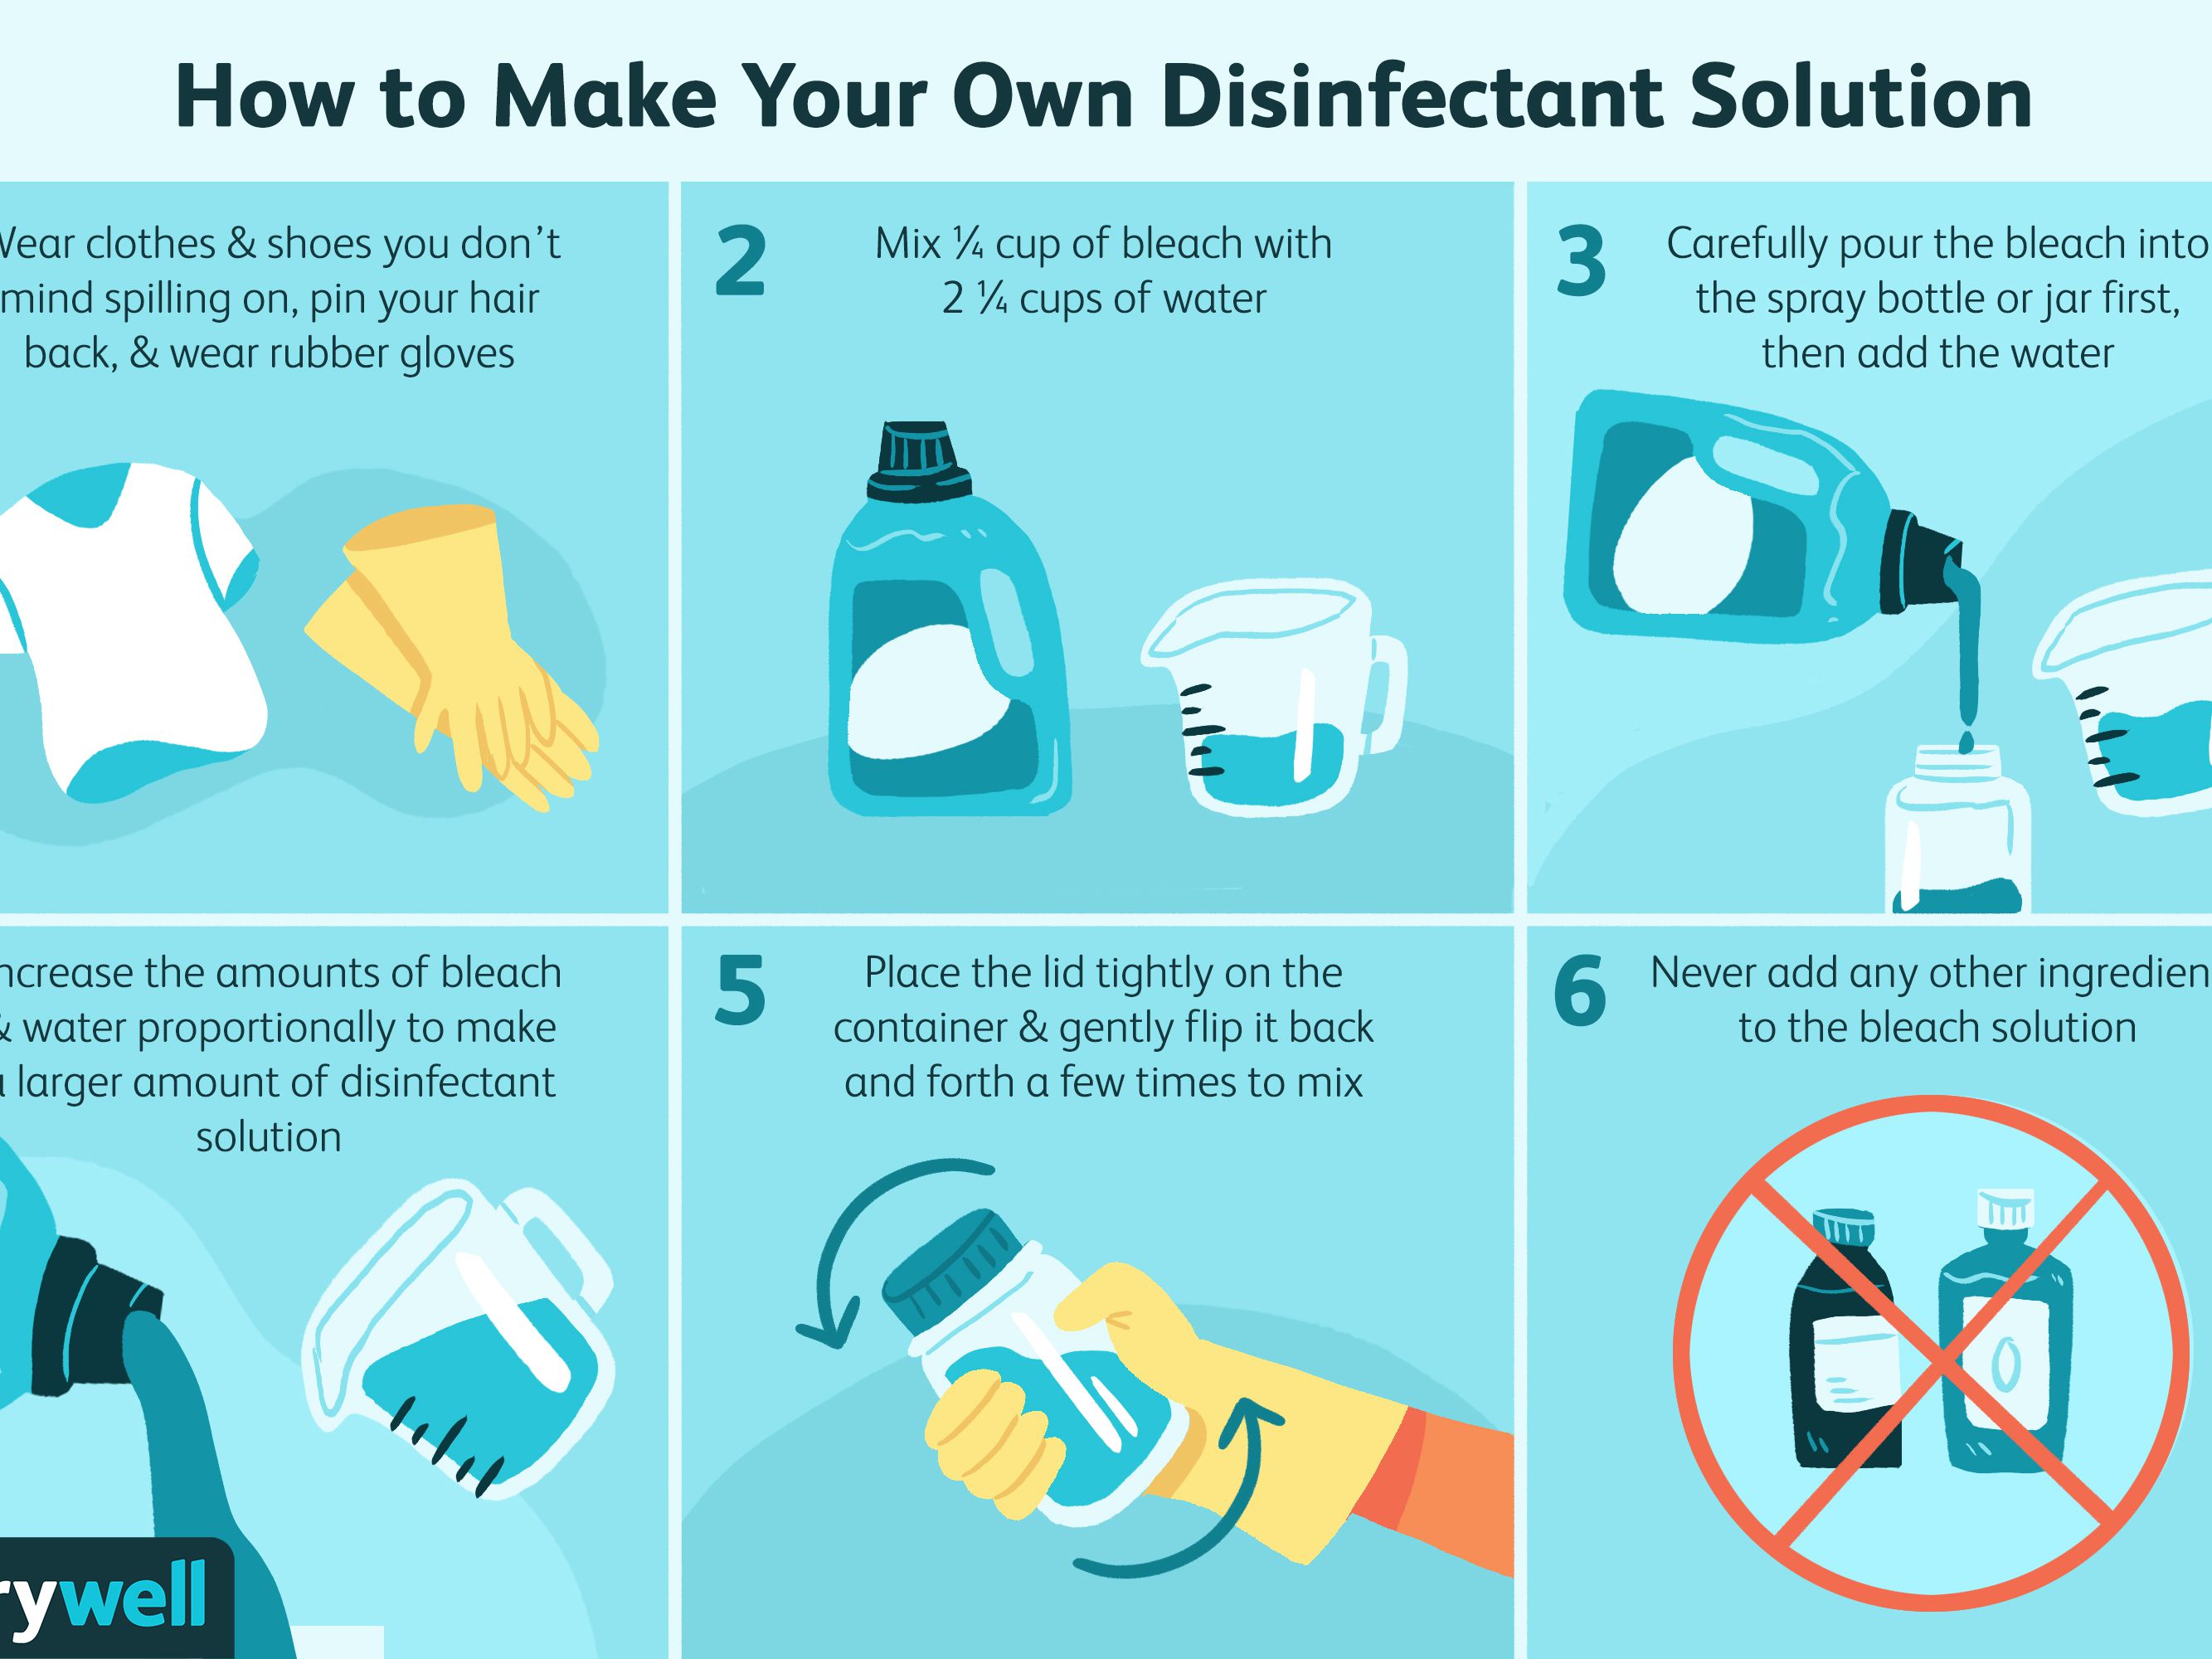 How to Make Your Own Disinfectant Solution
clothes & shoes you don't
mind spilling on, pin your hair
back, & wear rubber gloves
2
Mix ¼ cup of bleach with
2 ¼ cups of water
3
Carefully pour the bleach into
the spray bottle or jar first,
then add the water
the amounts of bleach
& water proportionally to make
a larger amount of disinfectant
solution
5
Place the lid tightly on the
container & gently flip it back
and forth a few times to mix
6
Never add any other
to the bleach solution
rywell